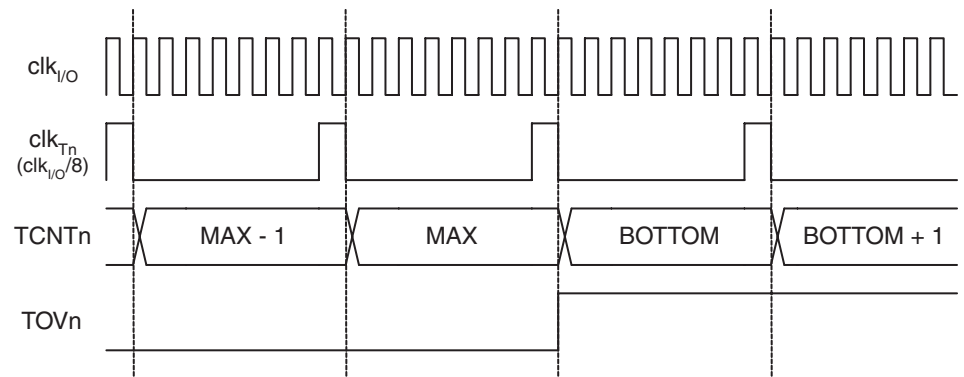 clkI/O
clkTn
(clkI/O/8)
TCNTn MAX - 1 MAX BOTTOM BOTTOM + 1
TOVn